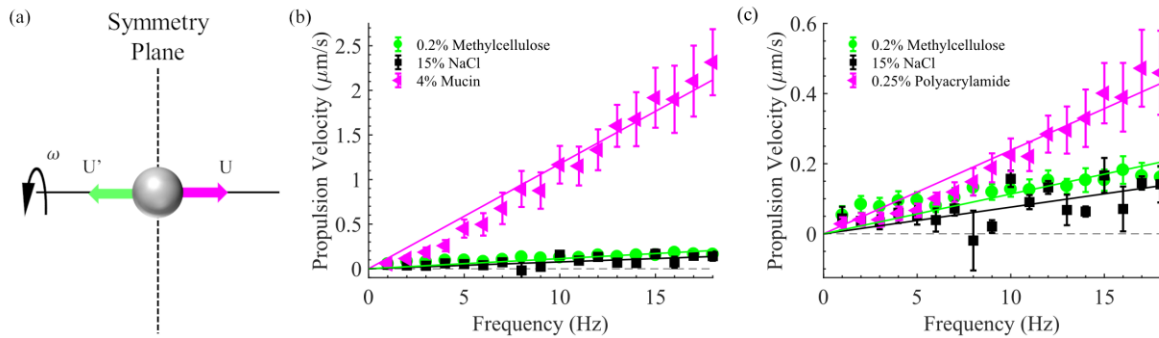 (a)
Symmetry
Plane
ω
U'
U
(b)
Propulsion Velocity (μm/s)
2.5
2
1.5
1
0.5
0
0.2% Methylcellulose
15% NaCl
4% Mucin
0
5
10
15
Frequency (Hz)
(c)
Propulsion Velocity (μm/s)
0.6
0.4
0.2
0
0.2% Methylcellulose
15% NaCl
0.25% Polyacrylamide
0
5
10
15
Frequency (Hz)